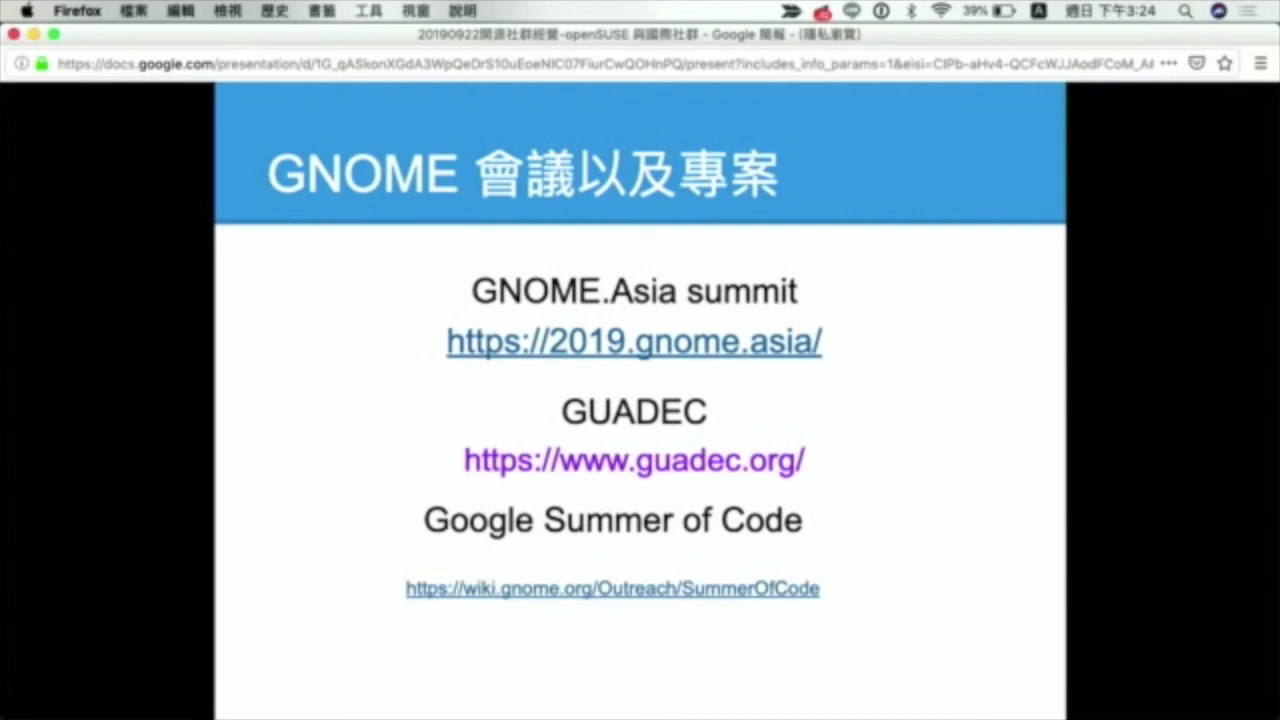 Firefox 檔案 編輯 檢視 歷史 書籤 工具 視窗 說明 39% 週日 下午3:24
20190922開源社群經營-openSUSE 與國際社群 - Google 簡報 - (隱私瀏覽)
GNOME 會議以及專案
GNOME.Asia summit
https://2019.gnome.asia/
GUADEC
https://www.guadec.org/
Google Summer of Code
https://wiki.gnome.org/Outreach/SummerOfCode